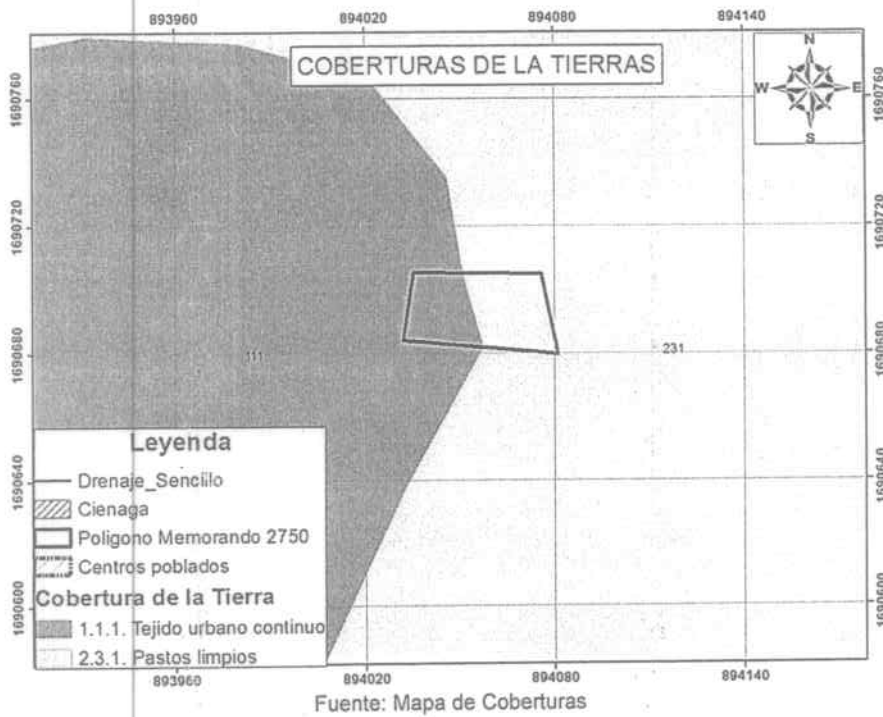 893960 894020 894080 894140
COBERTURAS DE LA TIERRAS
N
W E
S
1690760 1690760
1690720 1690720
1690680 1690680
111
231
1690640 1690640
1690600 1690600
Leyenda
Drenaje_Sencillo
Cienaga
Poligono Memorando 2750
Centros poblados
Cobertura de la Tierra
1.1.1. Tejido urbano continuo
2.3.1. Pastos limpios
893960 894020 894080 894140
Fuente: Mapa de Coberturas